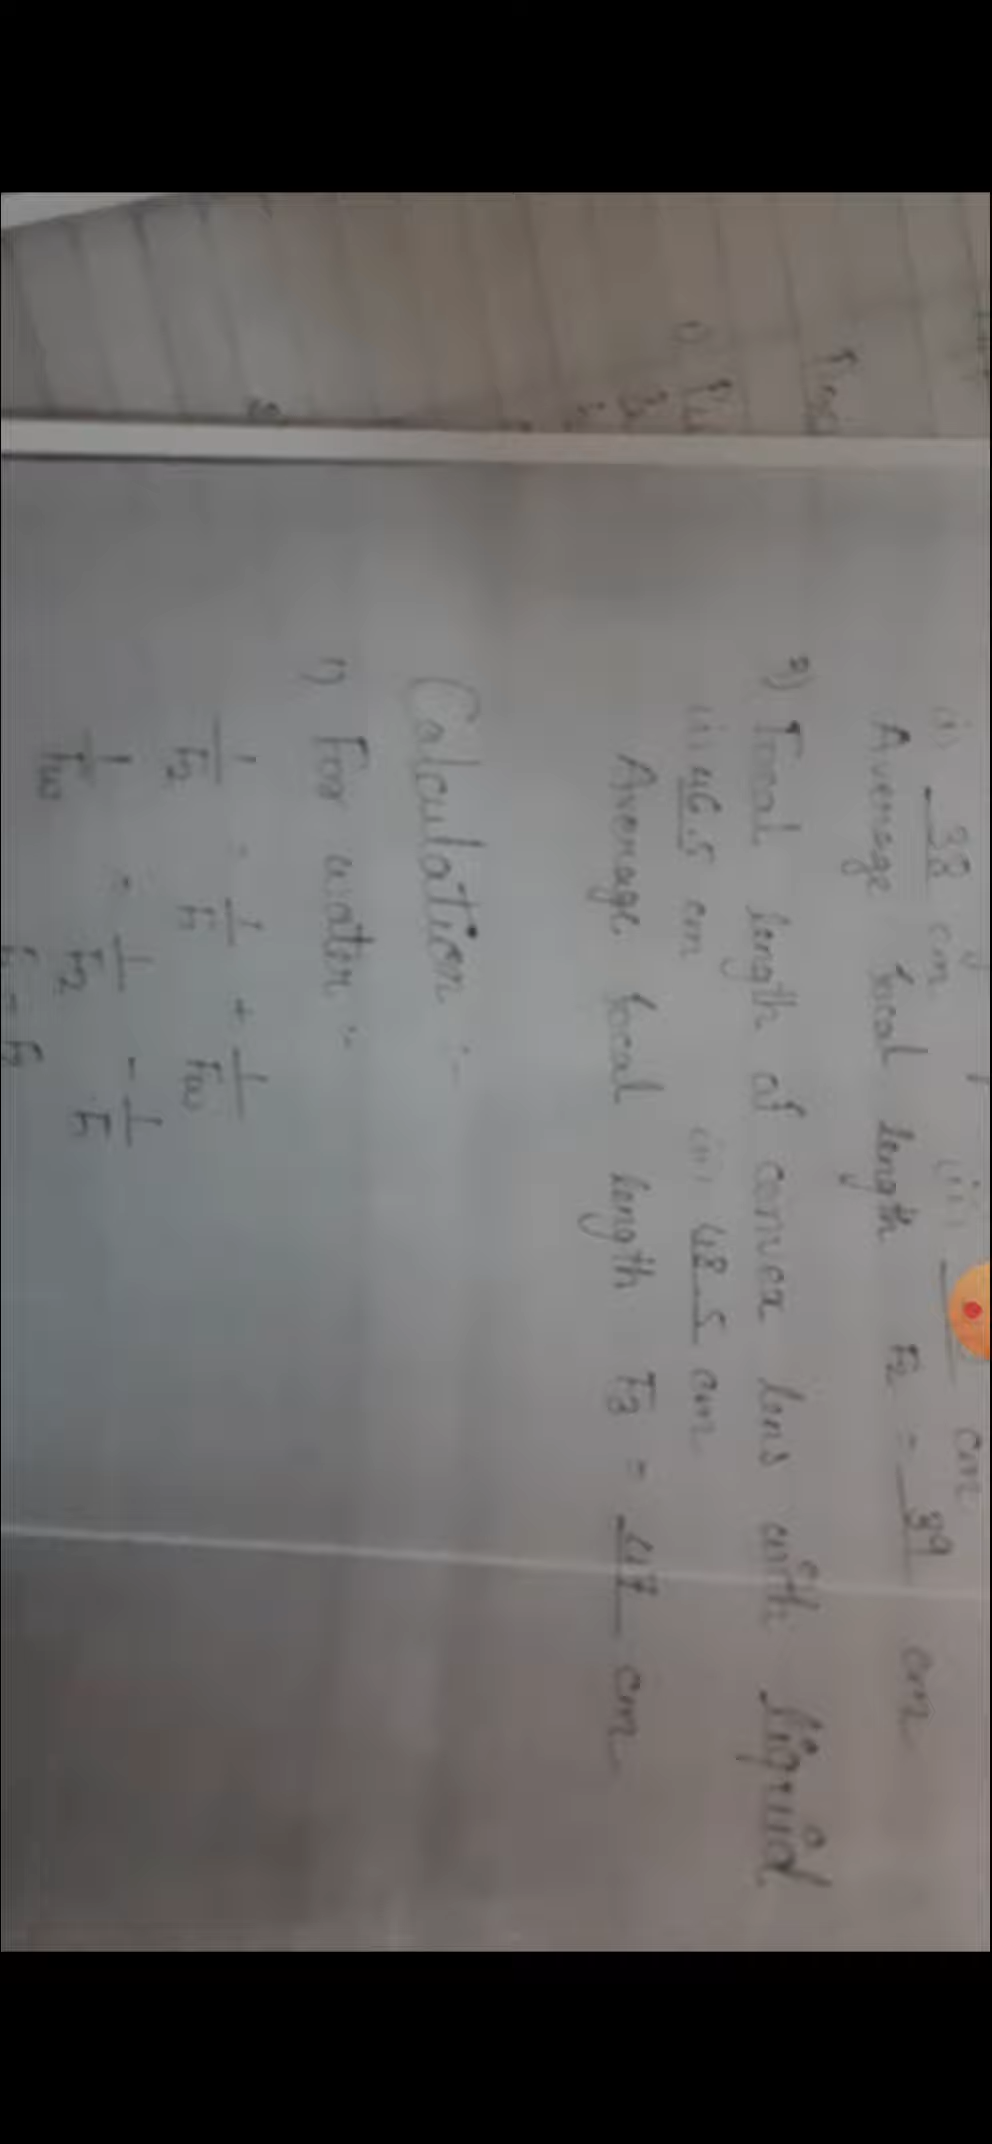 (i) 38 cm (ii) cm
Average focal length F2 = 39 cm
3) Focal length of convex lens with liquid
(i) 46.5 cm (ii) 48.5 cm
Average focal length F3 = 47 cm
Calculation :-
1) For water :-
1/F2 = 1/F1 + 1/Fw
1/Fw = 1/F2 - 1/F1
F1 - F2